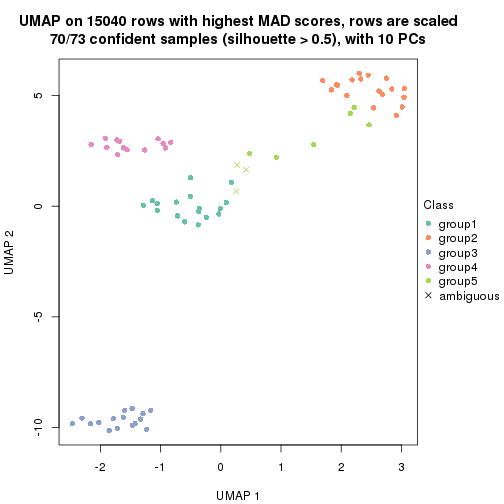 UMAP on 15040 rows with highest MAD scores, rows are scaled
70/73 confident samples (silhouette > 0.5), with 10 PCs
5
0
-5
-10
UMAP 2
-2 -1 0 1 2 3
UMAP 1
Class
group1
group2
group3
group4
group5
ambiguous